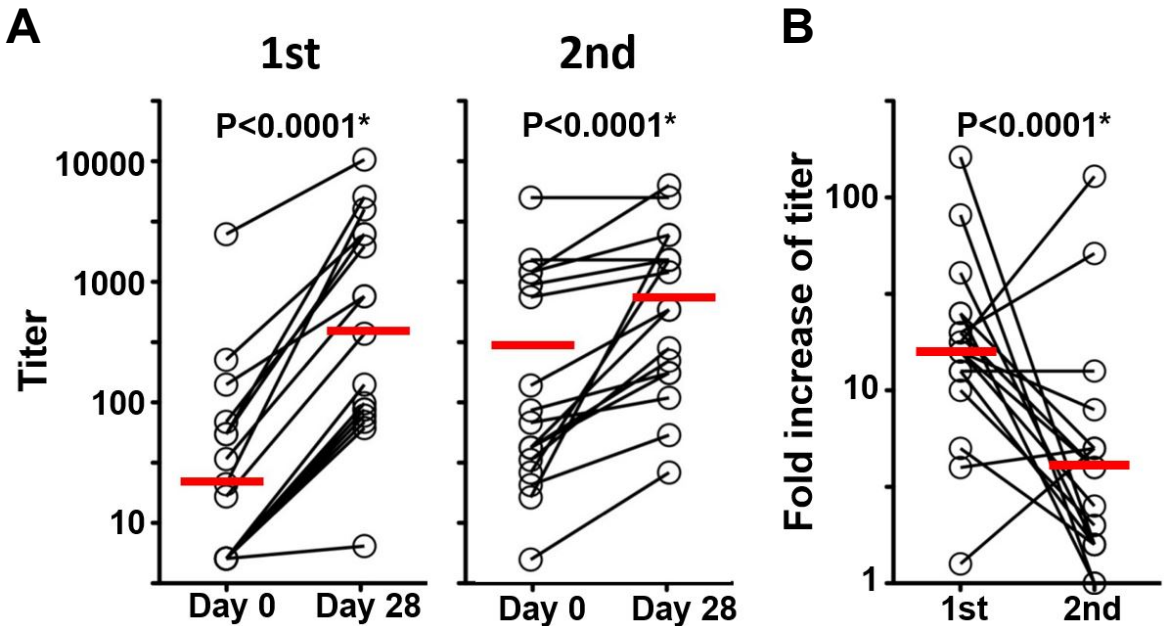 A
1st
2nd
P<0.0001*
P<0.0001*
Titer
10000
1000
100
10
Day 0
Day 28
Day 0
Day 28
B
P<0.0001*
Fold increase of titer
100
10
1
1st
2nd